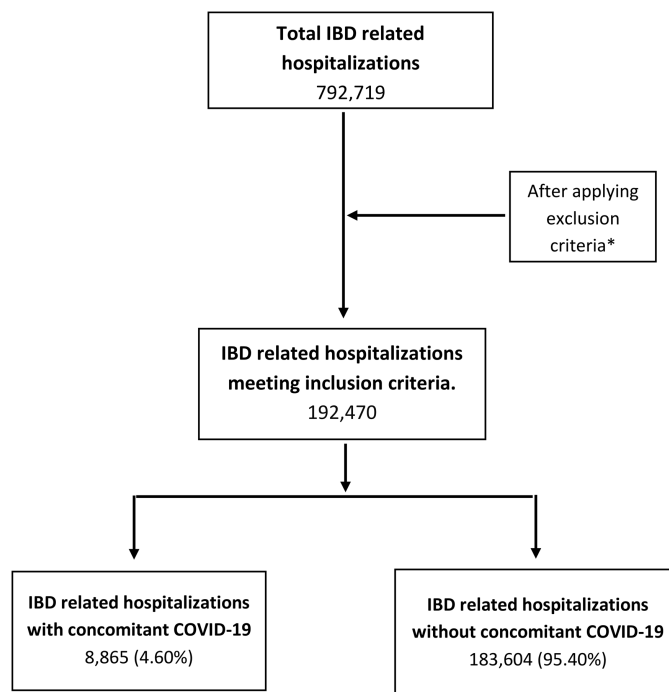 Total IBD related
hospitalizations
792,719
After applying
exclusion
criteria*
IBD related hospitalizations
meeting inclusion criteria.
192,470
IBD related hospitalizations
with concomitant COVID-19
8,865 (4.60%)
IBD related hospitalizations
without concomitant COVID-19
183,604 (95.40%)